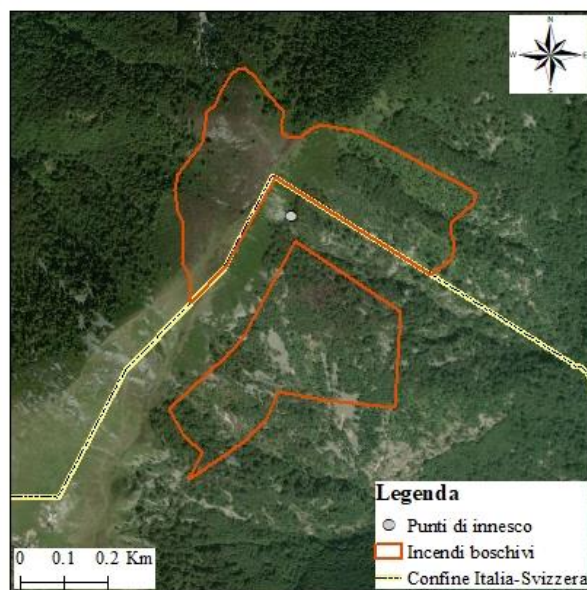 N
W E
S
Legenda
Punti di innesco
Incendi boschivi
Confine Italia-Svizzera
0 0.1 0.2 Km